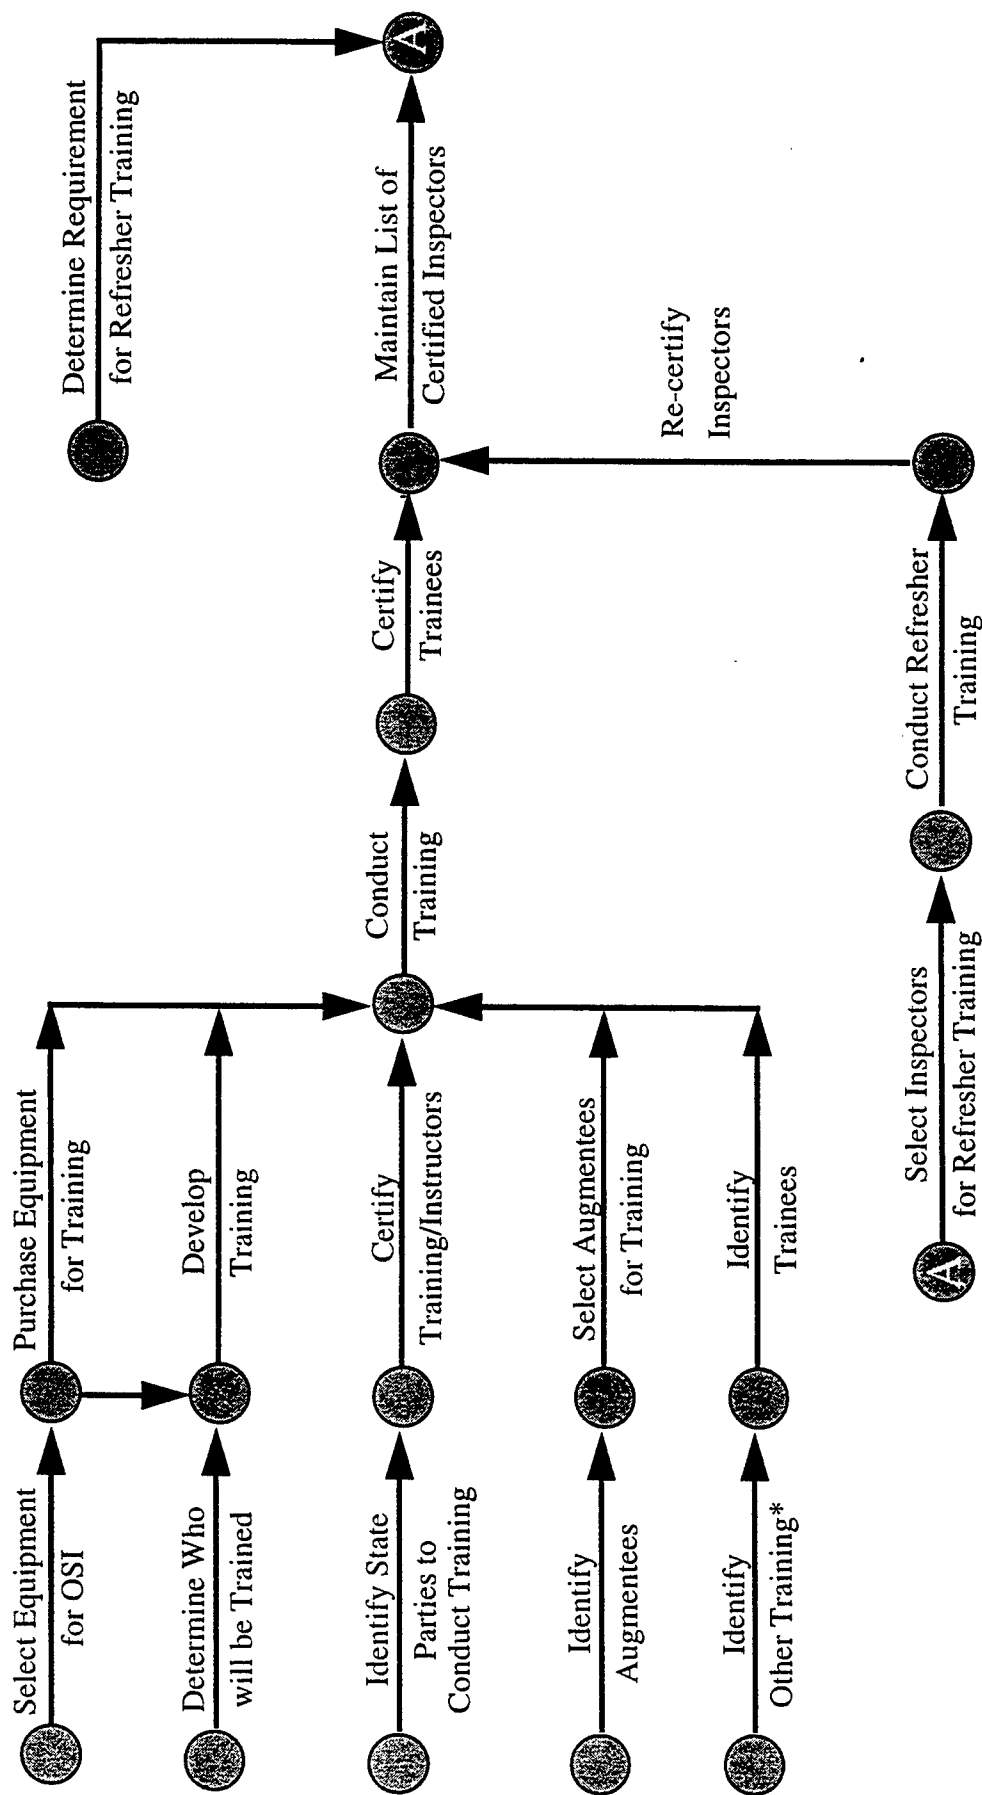 Select Equipment
for OSI
Purchase Equipment
for Training
Determine Who
will be Trained
Develop
Training
Identify State
Parties to
Conduct Training
Certify
Training/Instructors
Identify
Augmentees
Select Augmentees
for Training
Identify
Other Training*
Identify
Trainees
Conduct
Training
Certify
Trainees
Maintain List of
Certified Inspectors
Determine Requirement
for Refresher Training
A
Re-certify
Inspectors
A
Select Inspectors
for Refresher Training
Conduct Refresher
Training